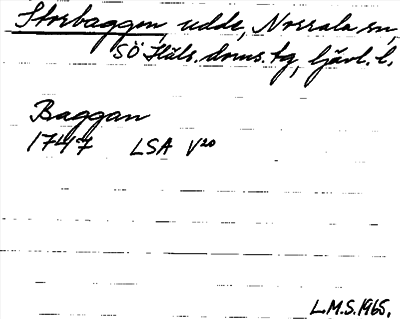 Storbaggen udde, Norrala sn,
SÖ Häls. doms. tg, Gävl. l.
Baggan
1747 LSA V20
L.M.S. 1965.